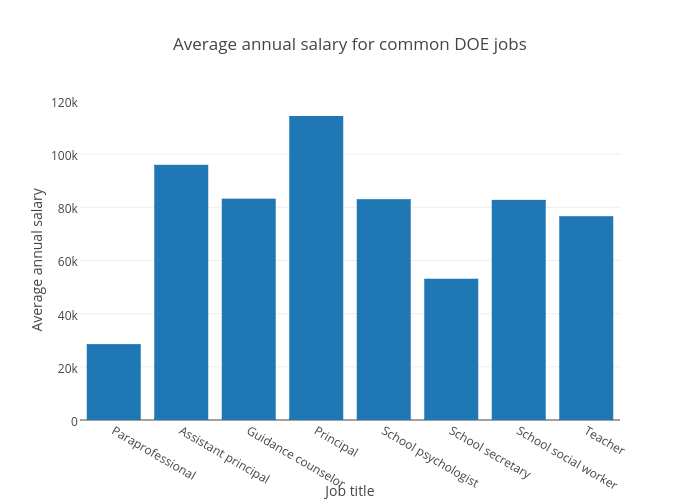 Average annual salary for common DOE jobs
Average annual salary
120k
100k
80k
60k
40k
20k
0
Paraprofessional
Assistant principal
Guidance counselor
Principal
School psychologist
School secretary
School social worker
Teacher
Job title